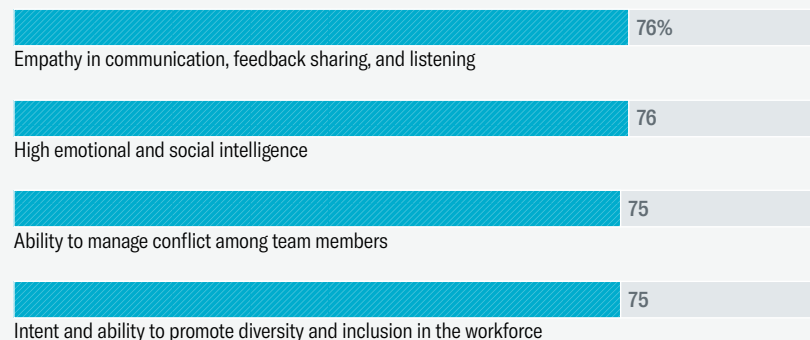 76%
Empathy in communication, feedback sharing, and listening
76
High emotional and social intelligence
75
Ability to manage conflict among team members
75
Intent and ability to promote diversity and inclusion in the workforce